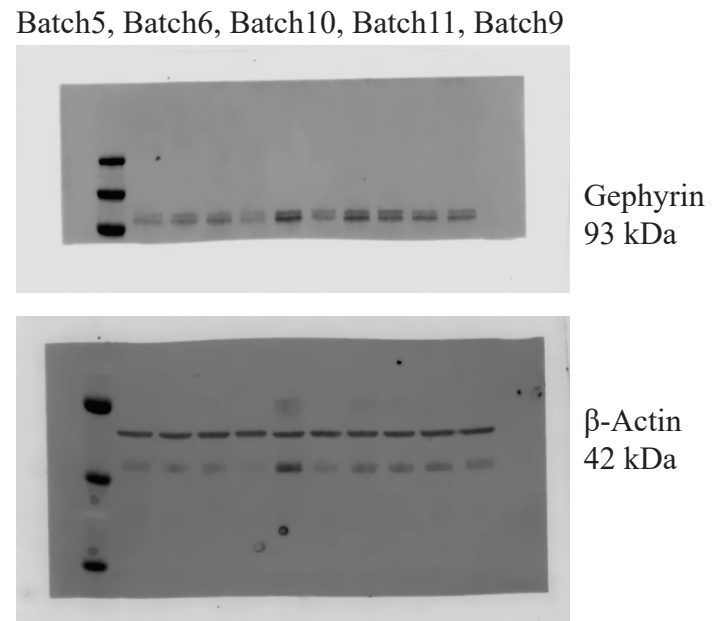 Batch5, Batch6, Batch10, Batch11, Batch9
Gephyrin
93 kDa
β-Actin
42 kDa